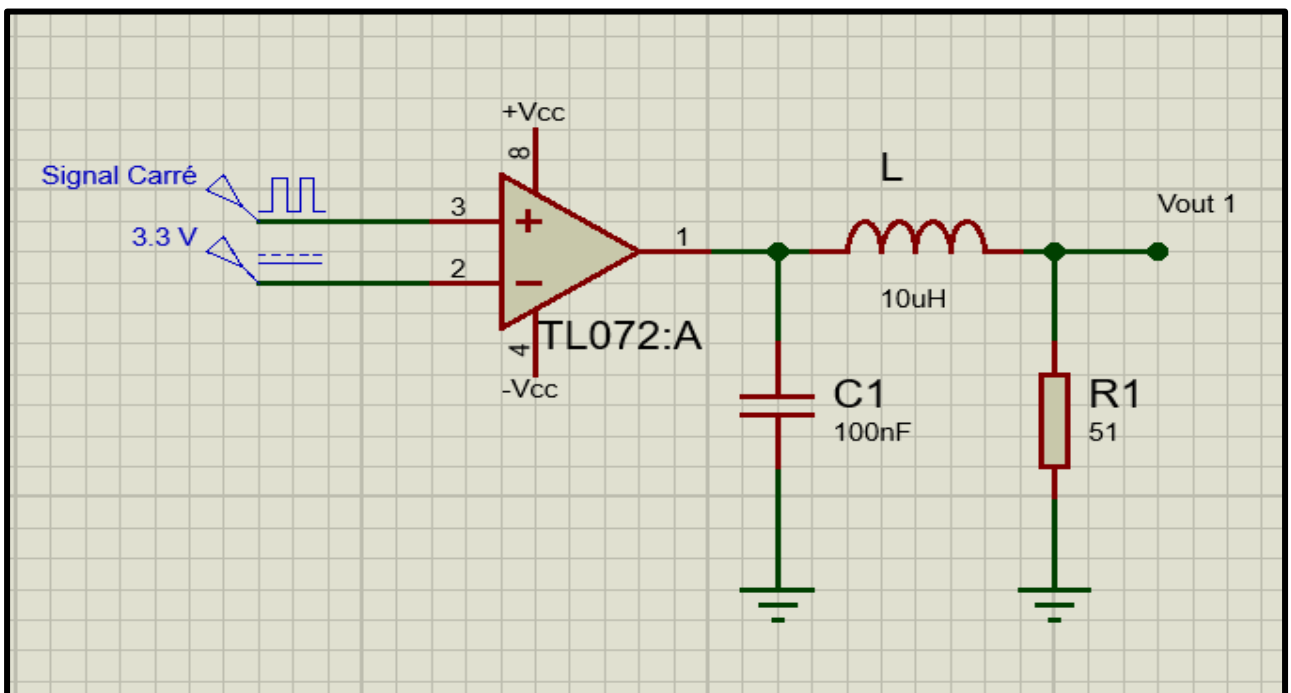 +Vcc
8
Signal Carré
3
3.3 V
2
+
−
1
4
TL072:A
-Vcc
L
10uH
Vout 1
C1
100nF
R1
51